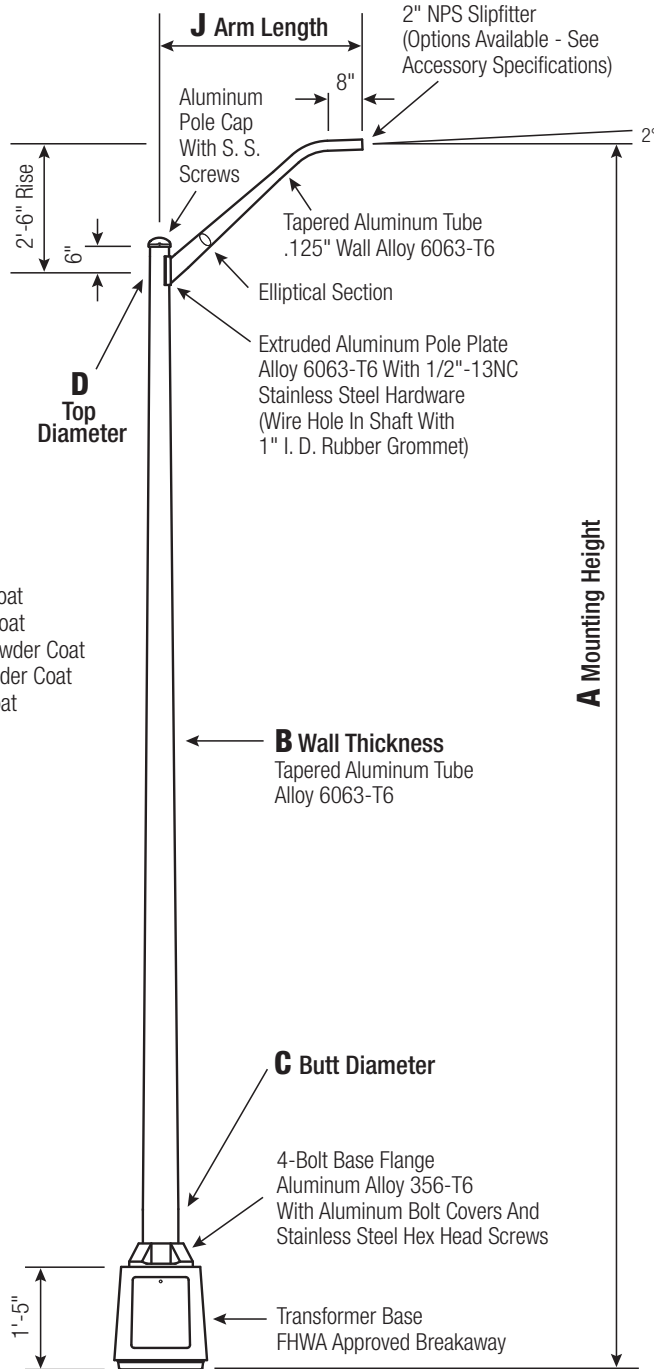 J Arm Length
2" NPS Slipfitter
(Options Available - See
Accessory Specifications)
8"
2°
Aluminum
Pole Cap
With S. S.
Screws
2'-6" Rise
6"
Tapered Aluminum Tube
.125" Wall Alloy 6063-T6
Elliptical Section
D
Top
Diameter
Extruded Aluminum Pole Plate
Alloy 6063-T6 With 1/2"-13NC
Stainless Steel Hardware
(Wire Hole In Shaft With
1" I. D. Rubber Grommet)
A Mounting Height
oat
oat
wder Coat
der Coat
oat
B Wall Thickness
Tapered Aluminum Tube
Alloy 6063-T6
C Butt Diameter
4-Bolt Base Flange
Aluminum Alloy 356-T6
With Aluminum Bolt Covers And
Stainless Steel Hex Head Screws
1'-5"
Transformer Base
FHWA Approved Breakaway